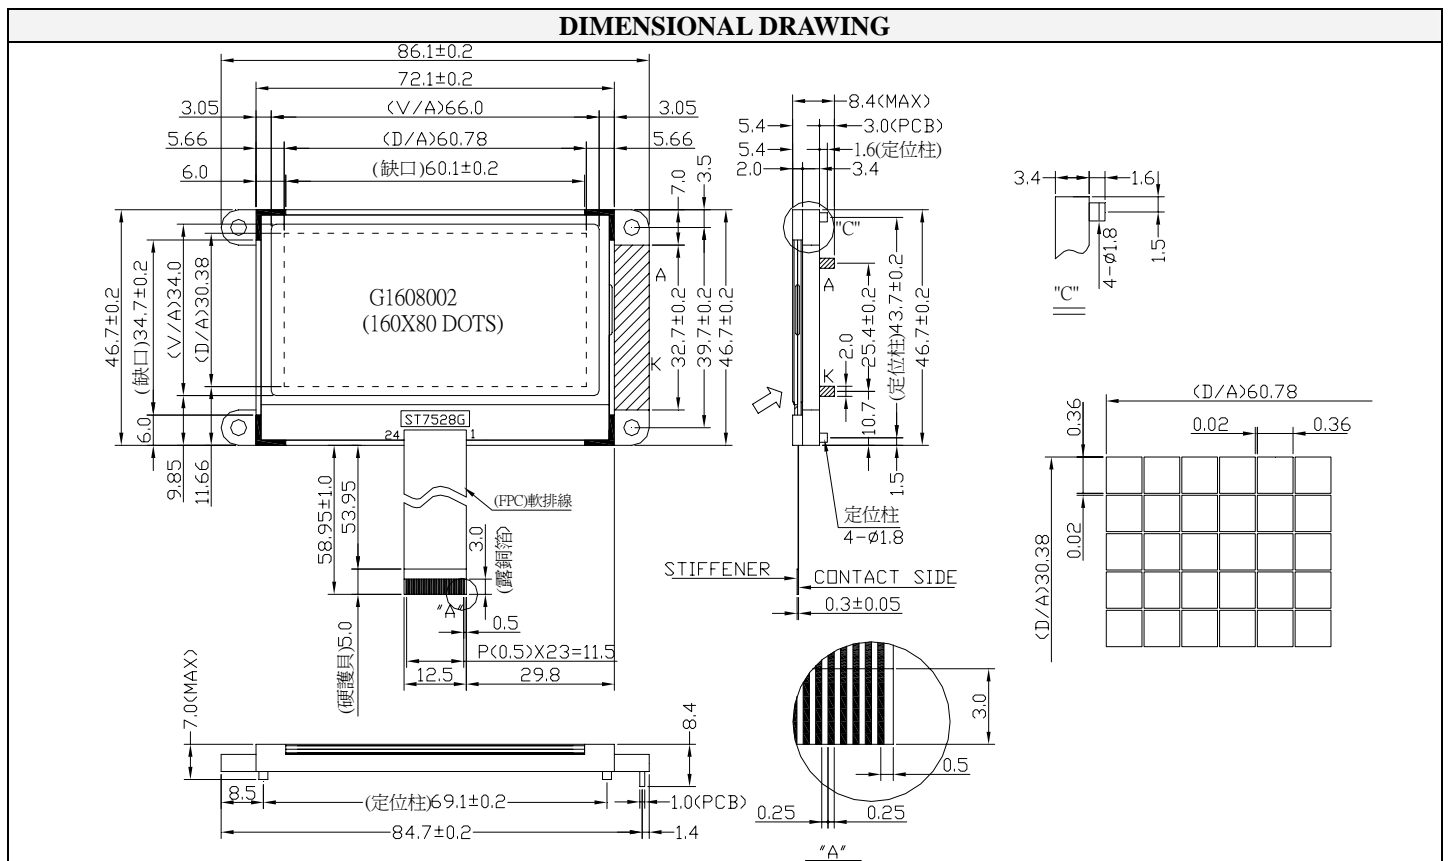 DIMENSIONAL DRAWING
86.1±0.2
72.1±0.2
3.05
(V/A)66.0
3.05
5.66
(D/A)60.78
5.66
6.0
(缺口)60.1±0.2
7.0
3.5
46.7±0.2
(缺口)34.7±0.2
(V/A)34.0
(D/A)30.38
G1608002
(160X80 DOTS)
A
K
32.7±0.2
39.7±0.2
46.7±0.2
6.0
9.85
11.66
ST7528G
24
1
58.95±1.0
53.95
(FPC)軟排線
3.0
(露銅箔)
"A"
0.5
P(0.5)X23=11.5
12.5
29.8
(硬護貝)5.0
8.4(MAX)
5.4
3.0(PCB)
5.4
1.6(定位柱)
2.0
3.4
"C"
A
K
2.0
10.7
25.4±0.2
(定位柱)43.7±0.2
46.7±0.2
1.5
定位柱
4-Ø1.8
STIFFENER
CONTACT SIDE
0.3±0.05
3.4
1.6
4-Ø1.8
1.5
"C"
(D/A)60.78
0.36
0.02
0.36
0.02
(D/A)30.38
7.0(MAX)
8.4
8.5
(定位柱)69.1±0.2
1.0(PCB)
84.7±0.2
1.4
3.0
0.5
0.25
0.25
"A"